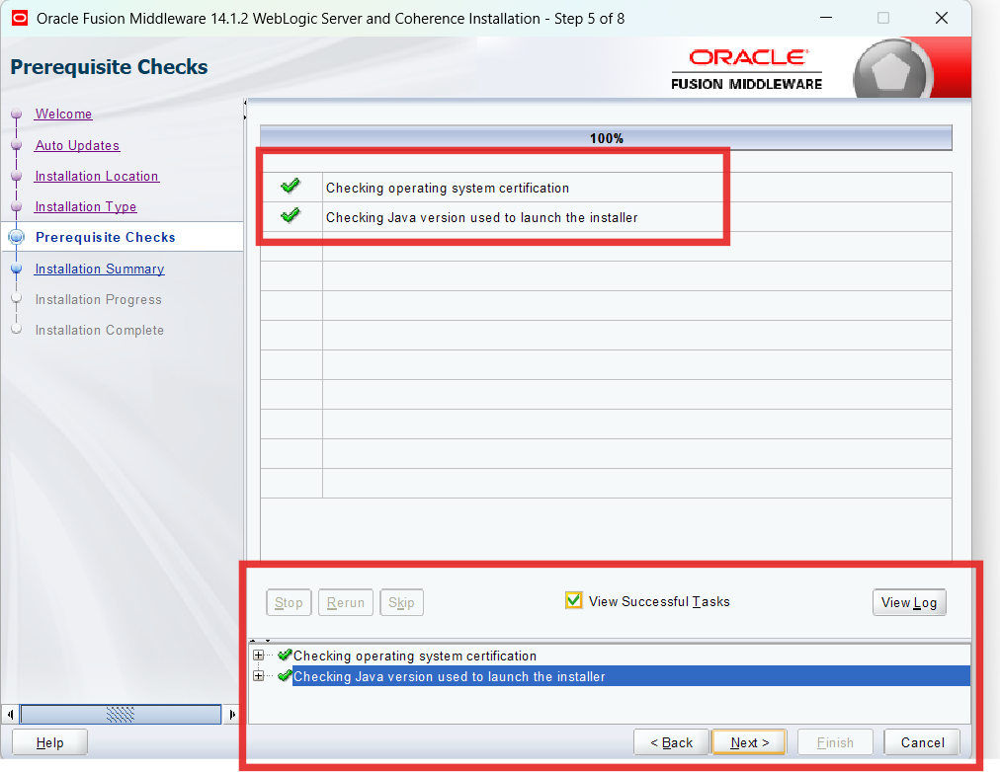 Oracle Fusion Middleware 14.1.2 WebLogic Server and Coherence Installation - Step 5 of 8
Prerequisite Checks
ORACLE
FUSION MIDDLEWARE
Welcome
Auto Updates
Installation Location
Installation Type
Prerequisite Checks
Installation Summary
Installation Progress
Installation Complete
100%
Checking operating system certification
Checking Java version used to launch the installer
Stop Rerun Skip View Successful Tasks View Log
Checking operating system certification
Checking Java version used to launch the installer
Help < Back Next > Finish Cancel